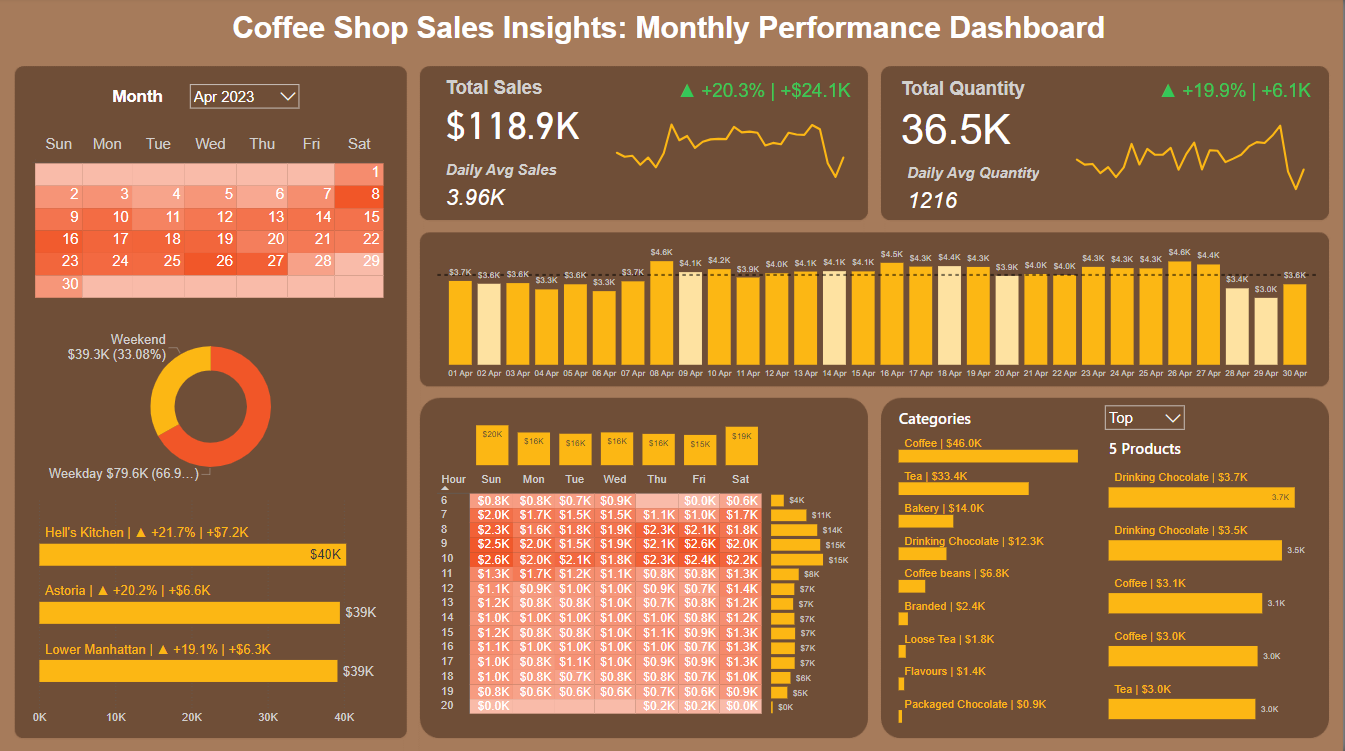 Coffee Shop Sales Insights: Monthly Performance Dashboard
Month Apr 2023
Sun Mon Tue Wed Thu Fri Sat
1
2 3 4 5 6 7 8
9 10 11 12 13 14 15
16 17 18 19 20 21 22
23 24 25 26 27 28 29
30
Weekend
$39.3K (33.08%)
Weekday $79.6K (66.9...)
Hell's Kitchen | ▲ +21.7% | +$7.2K
$40K
Astoria | ▲ +20.2% | +$6.6K
$39K
Lower Manhattan | ▲ +19.1% | +$6.3K
$39K
0K 10K 20K 30K 40K
Total Sales
▲ +20.3% | +$24.1K
$118.9K
Daily Avg Sales
3.96K
Total Quantity
▲ +19.9% | +6.1K
36.5K
Daily Avg Quantity
1216
$3.7K $3.6K $3.6K $3.3K $3.6K $3.3K $3.7K $4.6K $4.1K $4.2K $3.9K $4.0K $4.1K $4.1K $4.1K $4.5K $4.3K $4.4K $4.3K $3.9K $4.0K $4.0K $4.3K $4.3K $4.3K $4.6K $4.4K $3.4K $3.0K $3.6K
01 Apr 02 Apr 03 Apr 04 Apr 05 Apr 06 Apr 07 Apr 08 Apr 09 Apr 10 Apr 11 Apr 12 Apr 13 Apr 14 Apr 15 Apr 16 Apr 17 Apr 18 Apr 19 Apr 20 Apr 21 Apr 22 Apr 23 Apr 24 Apr 25 Apr 26 Apr 27 Apr 28 Apr 29 Apr 30 Apr
$20K $16K $16K $16K $16K $15K $19K
Hour Sun Mon Tue Wed Thu Fri Sat
6 $0.8K $0.8K $0.7K $0.9K $0.0K $0.6K $4K
7 $2.0K $1.7K $1.5K $1.5K $1.1K $1.0K $1.7K $11K
8 $2.3K $1.6K $1.8K $1.9K $2.3K $2.1K $1.8K $14K
9 $2.5K $2.0K $1.5K $1.9K $2.1K $2.6K $2.0K $15K
10 $2.6K $2.0K $2.1K $1.8K $2.3K $2.4K $2.2K $15K
11 $1.3K $1.7K $1.2K $1.1K $0.8K $0.8K $1.3K $8K
12 $1.1K $0.9K $1.0K $1.0K $0.9K $0.7K $1.4K $7K
13 $1.2K $0.8K $0.8K $1.0K $0.7K $0.8K $1.2K $7K
14 $1.0K $1.0K $1.0K $1.0K $1.0K $0.8K $1.0K $7K
15 $1.2K $0.8K $0.8K $1.0K $1.1K $0.9K $1.3K $7K
16 $1.1K $1.0K $1.0K $1.0K $1.0K $0.7K $1.3K $7K
17 $1.0K $0.8K $1.1K $1.0K $0.9K $0.9K $1.3K $7K
18 $1.0K $0.8K $1.0K $0.8K $0.8K $0.7K $1.0K $6K
19 $0.8K $0.6K $0.6K $0.6K $0.7K $0.6K $0.9K $5K
20 $0.0K $0.2K $0.2K $0.0K $0K
Categories
Coffee | $46.0K
Tea | $33.4K
Bakery | $14.0K
Drinking Chocolate | $12.3K
Coffee beans | $6.8K
Branded | $2.4K
Loose Tea | $1.8K
Flavours | $1.4K
Packaged Chocolate | $0.9K
Top
5 Products
Drinking Chocolate | $3.7K
3.7K
Drinking Chocolate | $3.5K
3.5K
Coffee | $3.1K
3.1K
Coffee | $3.0K
3.0K
Tea | $3.0K
3.0K